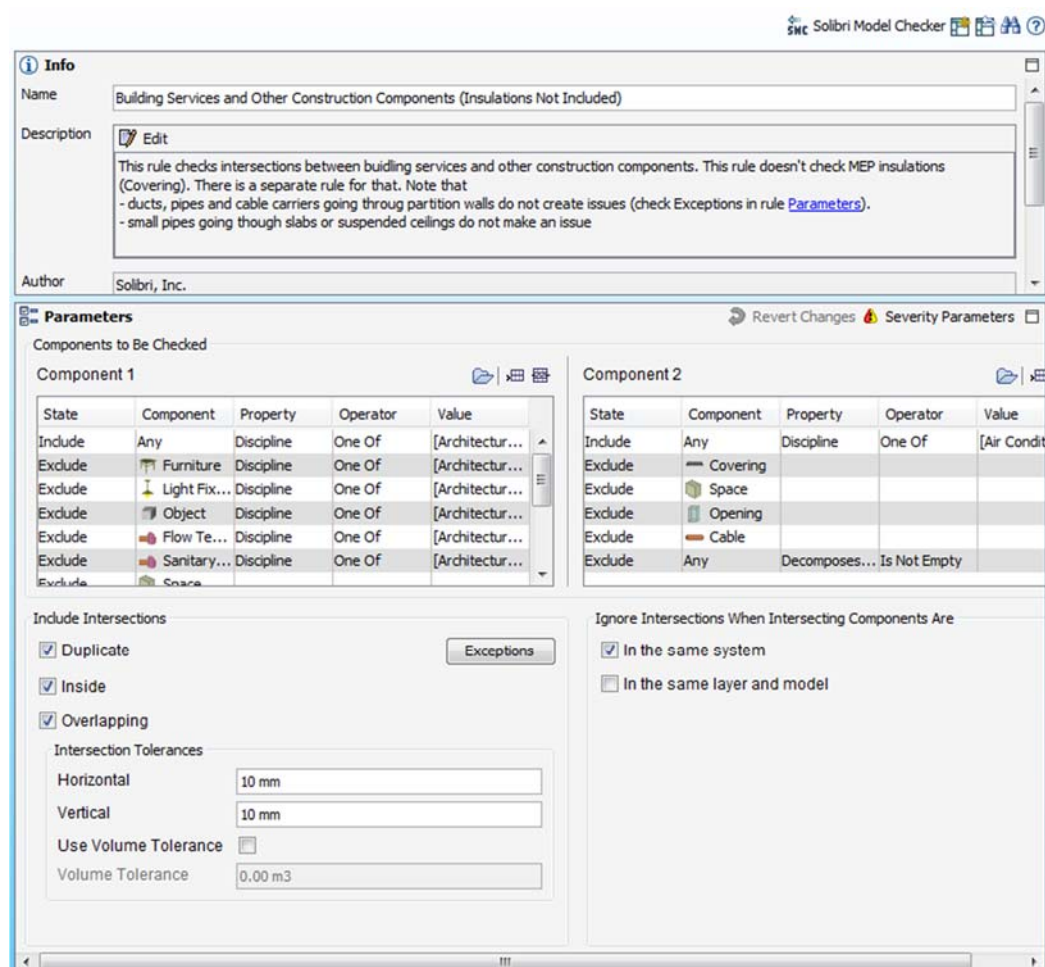 SMC Solibri Model Checker
Info
Name Building Services and Other Construction Components (Insulations Not Included)
Description Edit
This rule checks intersections between buidling services and other construction components. This rule doesn't check MEP insulations
(Covering). There is a separate rule for that. Note that
- ducts, pipes and cable carriers going throug partition walls do not create issues (check Exceptions in rule Parameters).
- small pipes going though slabs or suspended ceilings do not make an issue
Author Solibri, Inc.
Parameters Revert Changes Severity Parameters
Components to Be Checked
Component 1
State Component Property Operator Value
Include Any Discipline One Of [Architectur...
Exclude Furniture Discipline One Of [Architectur...
Exclude Light Fix... Discipline One Of [Architectur...
Exclude Object Discipline One Of [Architectur...
Exclude Flow Te... Discipline One Of [Architectur...
Exclude Sanitary... Discipline One Of [Architectur...
Exclude Space
Component 2
State Component Property Operator Value
Include Any Discipline One Of [Air Condit
Exclude Covering
Exclude Space
Exclude Opening
Exclude Cable
Exclude Any Decomposes... Is Not Empty
Include Intersections
Duplicate Exceptions
Inside
Overlapping
Intersection Tolerances
Horizontal 10 mm
Vertical 10 mm
Use Volume Tolerance
Volume Tolerance 0.00 m3
Ignore Intersections When Intersecting Components Are
In the same system
In the same layer and model